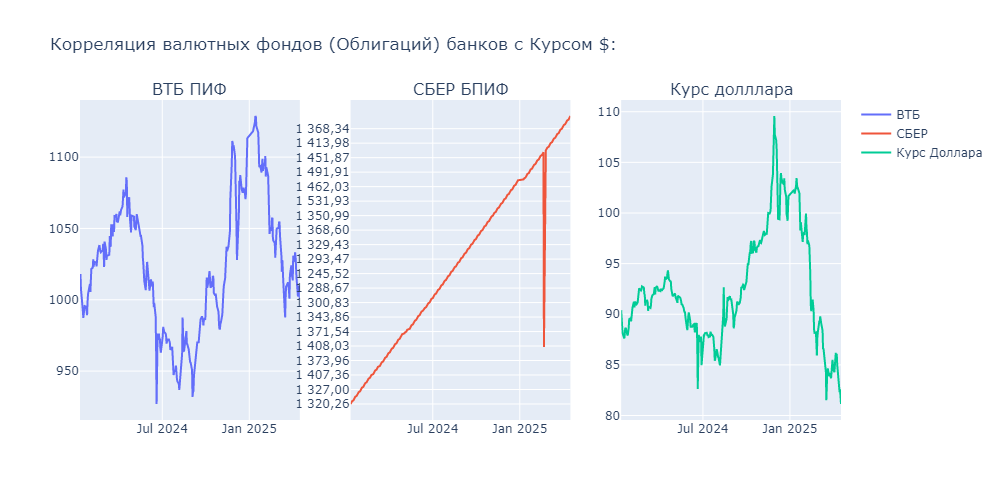 Корреляция валютных фондов (Облигаций) банков с Курсом $:
ВТБ ПИФ
СБЕР БПИФ
Курс долллара
1100
1050
1000
950
Jul 2024
Jan 2025
1 368,34
1 413,98
1 451,87
1 491,91
1 462,03
1 531,93
1 350,99
1 368,60
1 329,43
1 293,47
1 245,52
1 288,67
1 300,83
1 343,86
1 371,54
1 408,03
1 373,96
1 407,36
1 327,00
1 320,26
Jul 2024
Jan 2025
110
105
100
95
90
85
80
Jul 2024
Jan 2025
ВТБ
СБЕР
Курс Доллара